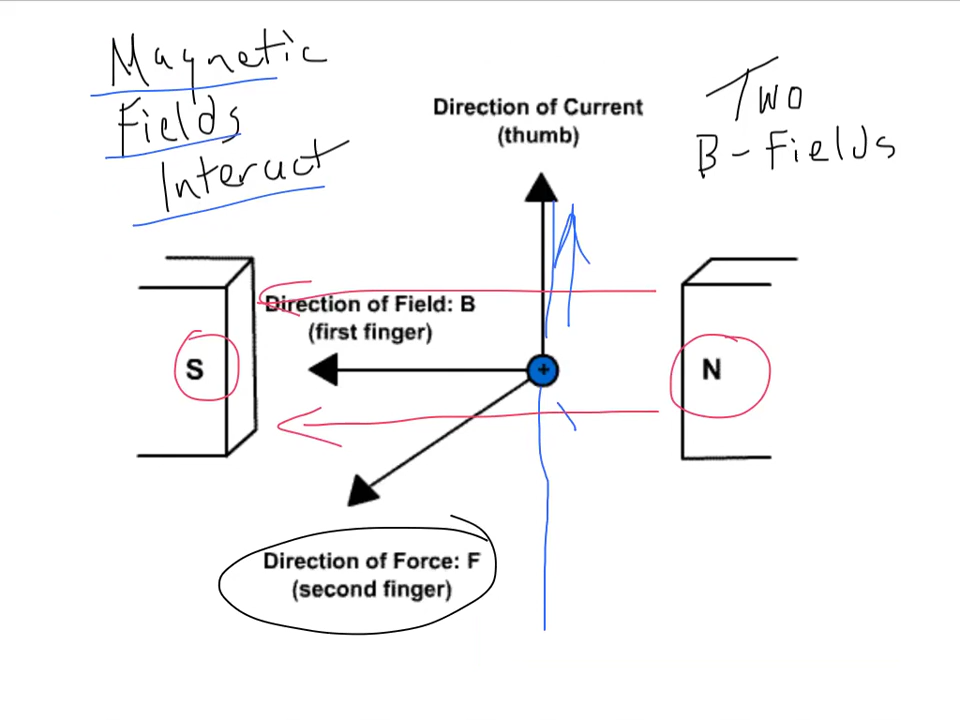 Magnetic
Fields
Interact
Two
B-Fields
Direction of Current
(thumb)
Direction of Field: B
(first finger)
S
+
N
Direction of Force: F
(second finger)